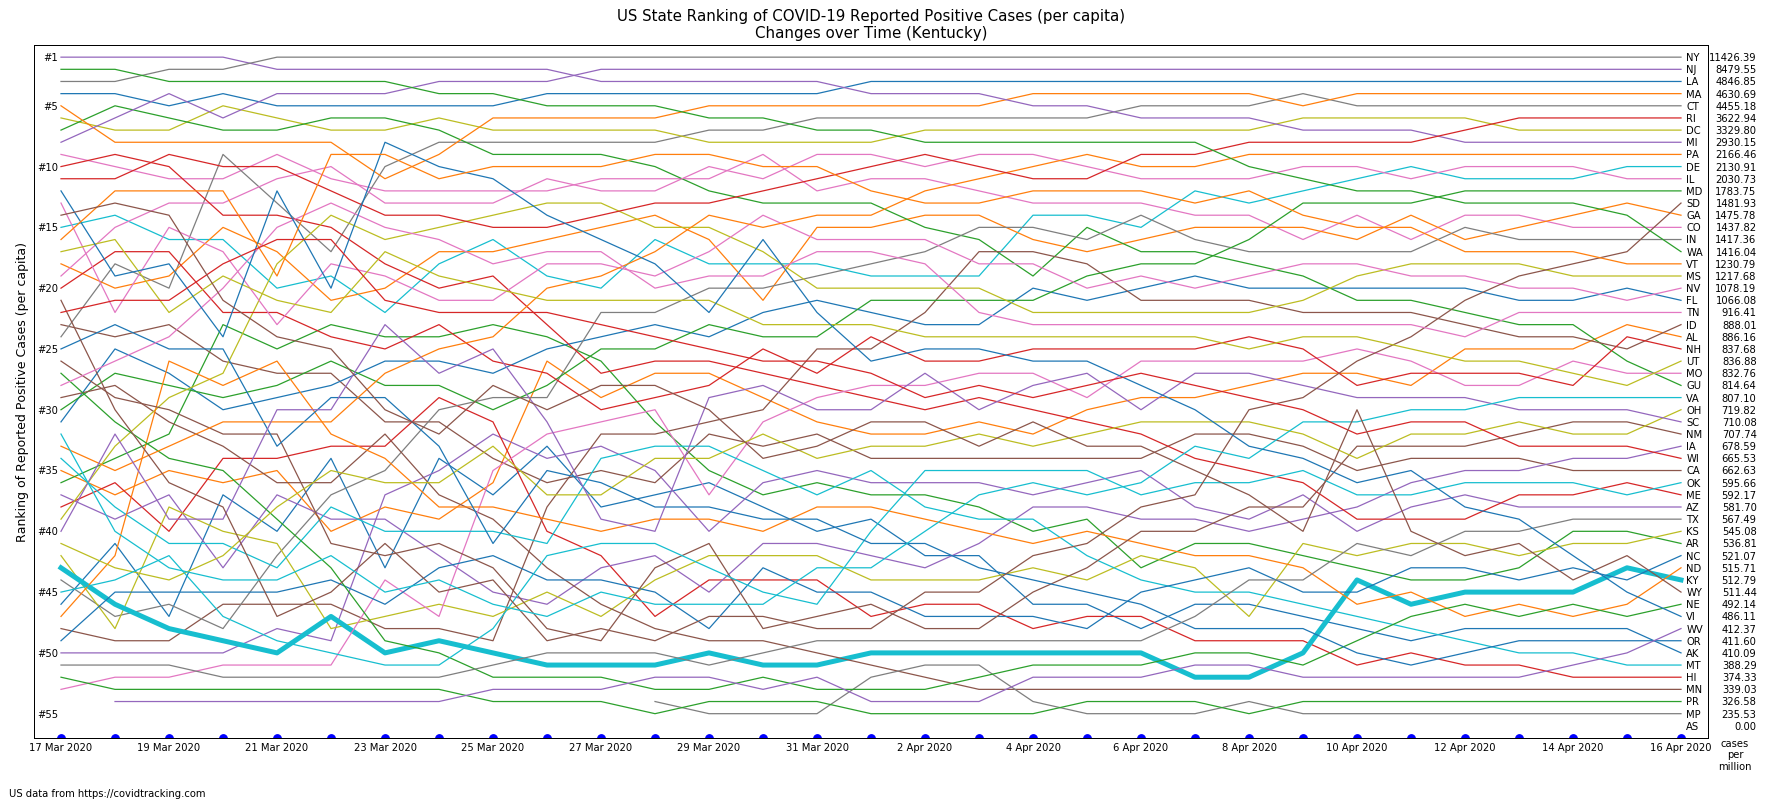 US State Ranking of COVID-19 Reported Positive Cases (per capita)
Changes over Time (Kentucky)
Ranking of Reported Positive Cases (per capita)
#1
#5
#10
#15
#20
#25
#30
#35
#40
#45
#50
#55
NY 11426.39
NJ 8479.55
LA 4846.85
MA 4630.69
CT 4455.18
RI 3622.94
DC 3329.80
MI 2930.15
PA 2166.46
DE 2130.91
IL 2030.73
MD 1783.75
SD 1481.93
GA 1475.78
CO 1437.82
IN 1417.36
WA 1416.04
VT 1230.79
MS 1217.68
NV 1078.19
FL 1066.08
TN 916.41
ID 888.01
AL 886.16
NH 837.68
UT 836.88
MO 832.76
GU 814.64
VA 807.10
OH 719.82
SC 710.08
NM 707.74
IA 678.59
WI 665.53
CA 662.63
OK 595.66
ME 592.17
AZ 581.70
TX 567.49
KS 545.08
AR 536.81
NC 521.07
ND 515.71
KY 512.79
WY 511.44
NE 492.14
VI 486.11
WV 412.37
OR 411.60
AK 410.09
MT 388.29
HI 374.33
MN 339.03
PR 326.58
MP 235.53
AS 0.00
17 Mar 2020 19 Mar 2020 21 Mar 2020 23 Mar 2020 25 Mar 2020 27 Mar 2020 29 Mar 2020 31 Mar 2020 2 Apr 2020 4 Apr 2020 6 Apr 2020 8 Apr 2020 10 Apr 2020 12 Apr 2020 14 Apr 2020 16 Apr 2020
cases
per
million
US data from https://covidtracking.com